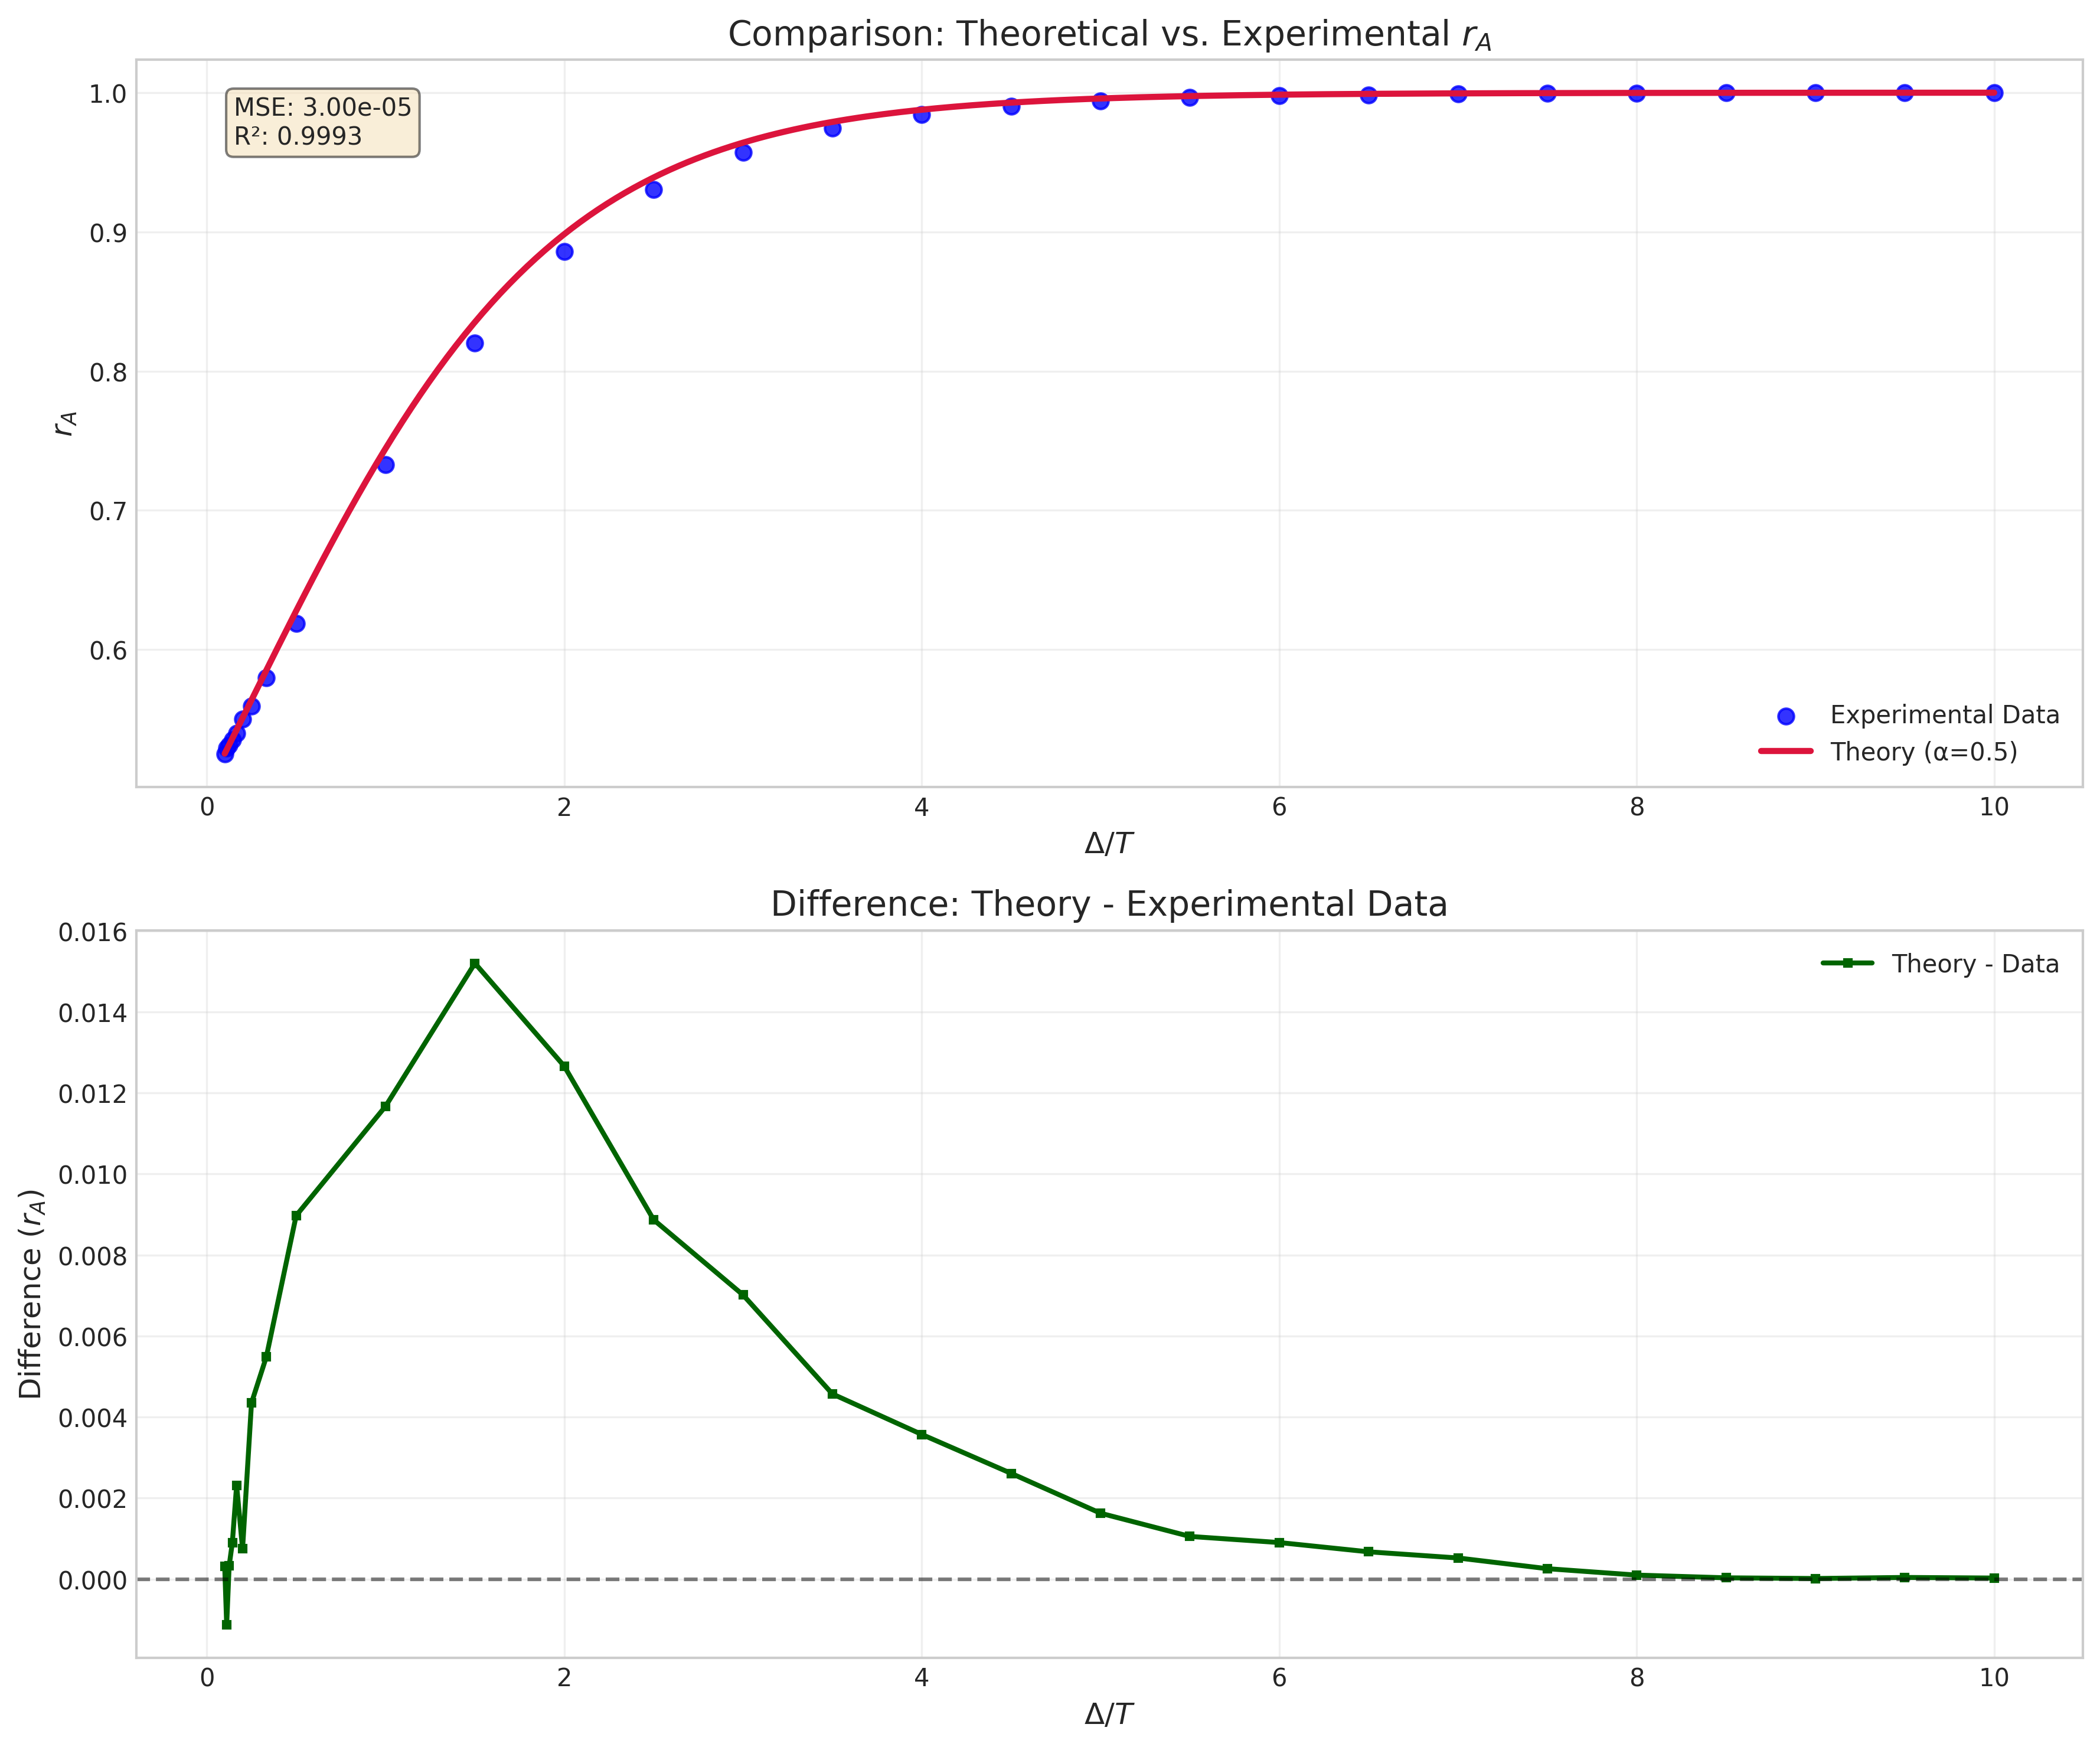 Comparison: Theoretical vs. Experimental r_A
MSE: 3.00e-05
R²: 0.9993
1.0
0.9
0.8
0.7
0.6
r_A
Experimental Data
Theory (α=0.5)
0 2 4 6 8 10
Δ/T
Difference: Theory - Experimental Data
Theory - Data
0.016
0.014
0.012
0.010
0.008
0.006
0.004
0.002
0.000
Difference (r_A)
0 2 4 6 8 10
Δ/T